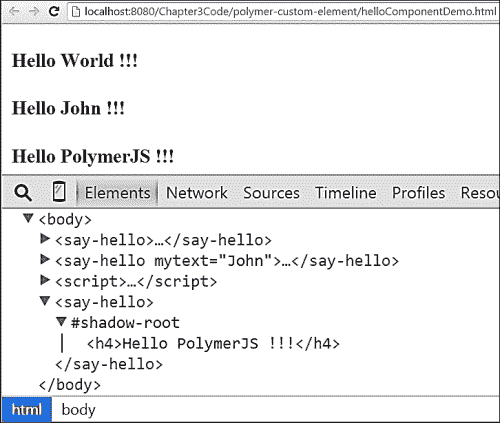 localhost:8080/Chapter3Code/polymer-custom-element/helloComponentDemo.html
Hello World !!!
Hello John !!!
Hello PolymerJS !!!
Elements Network Sources Timeline Profiles
<body>
<say-hello>…</say-hello>
<say-hello mytext="John">…</say-hello>
<script>…</script>
<say-hello>
#shadow-root
<h4>Hello PolymerJS !!!</h4>
</say-hello>
</body>
html body